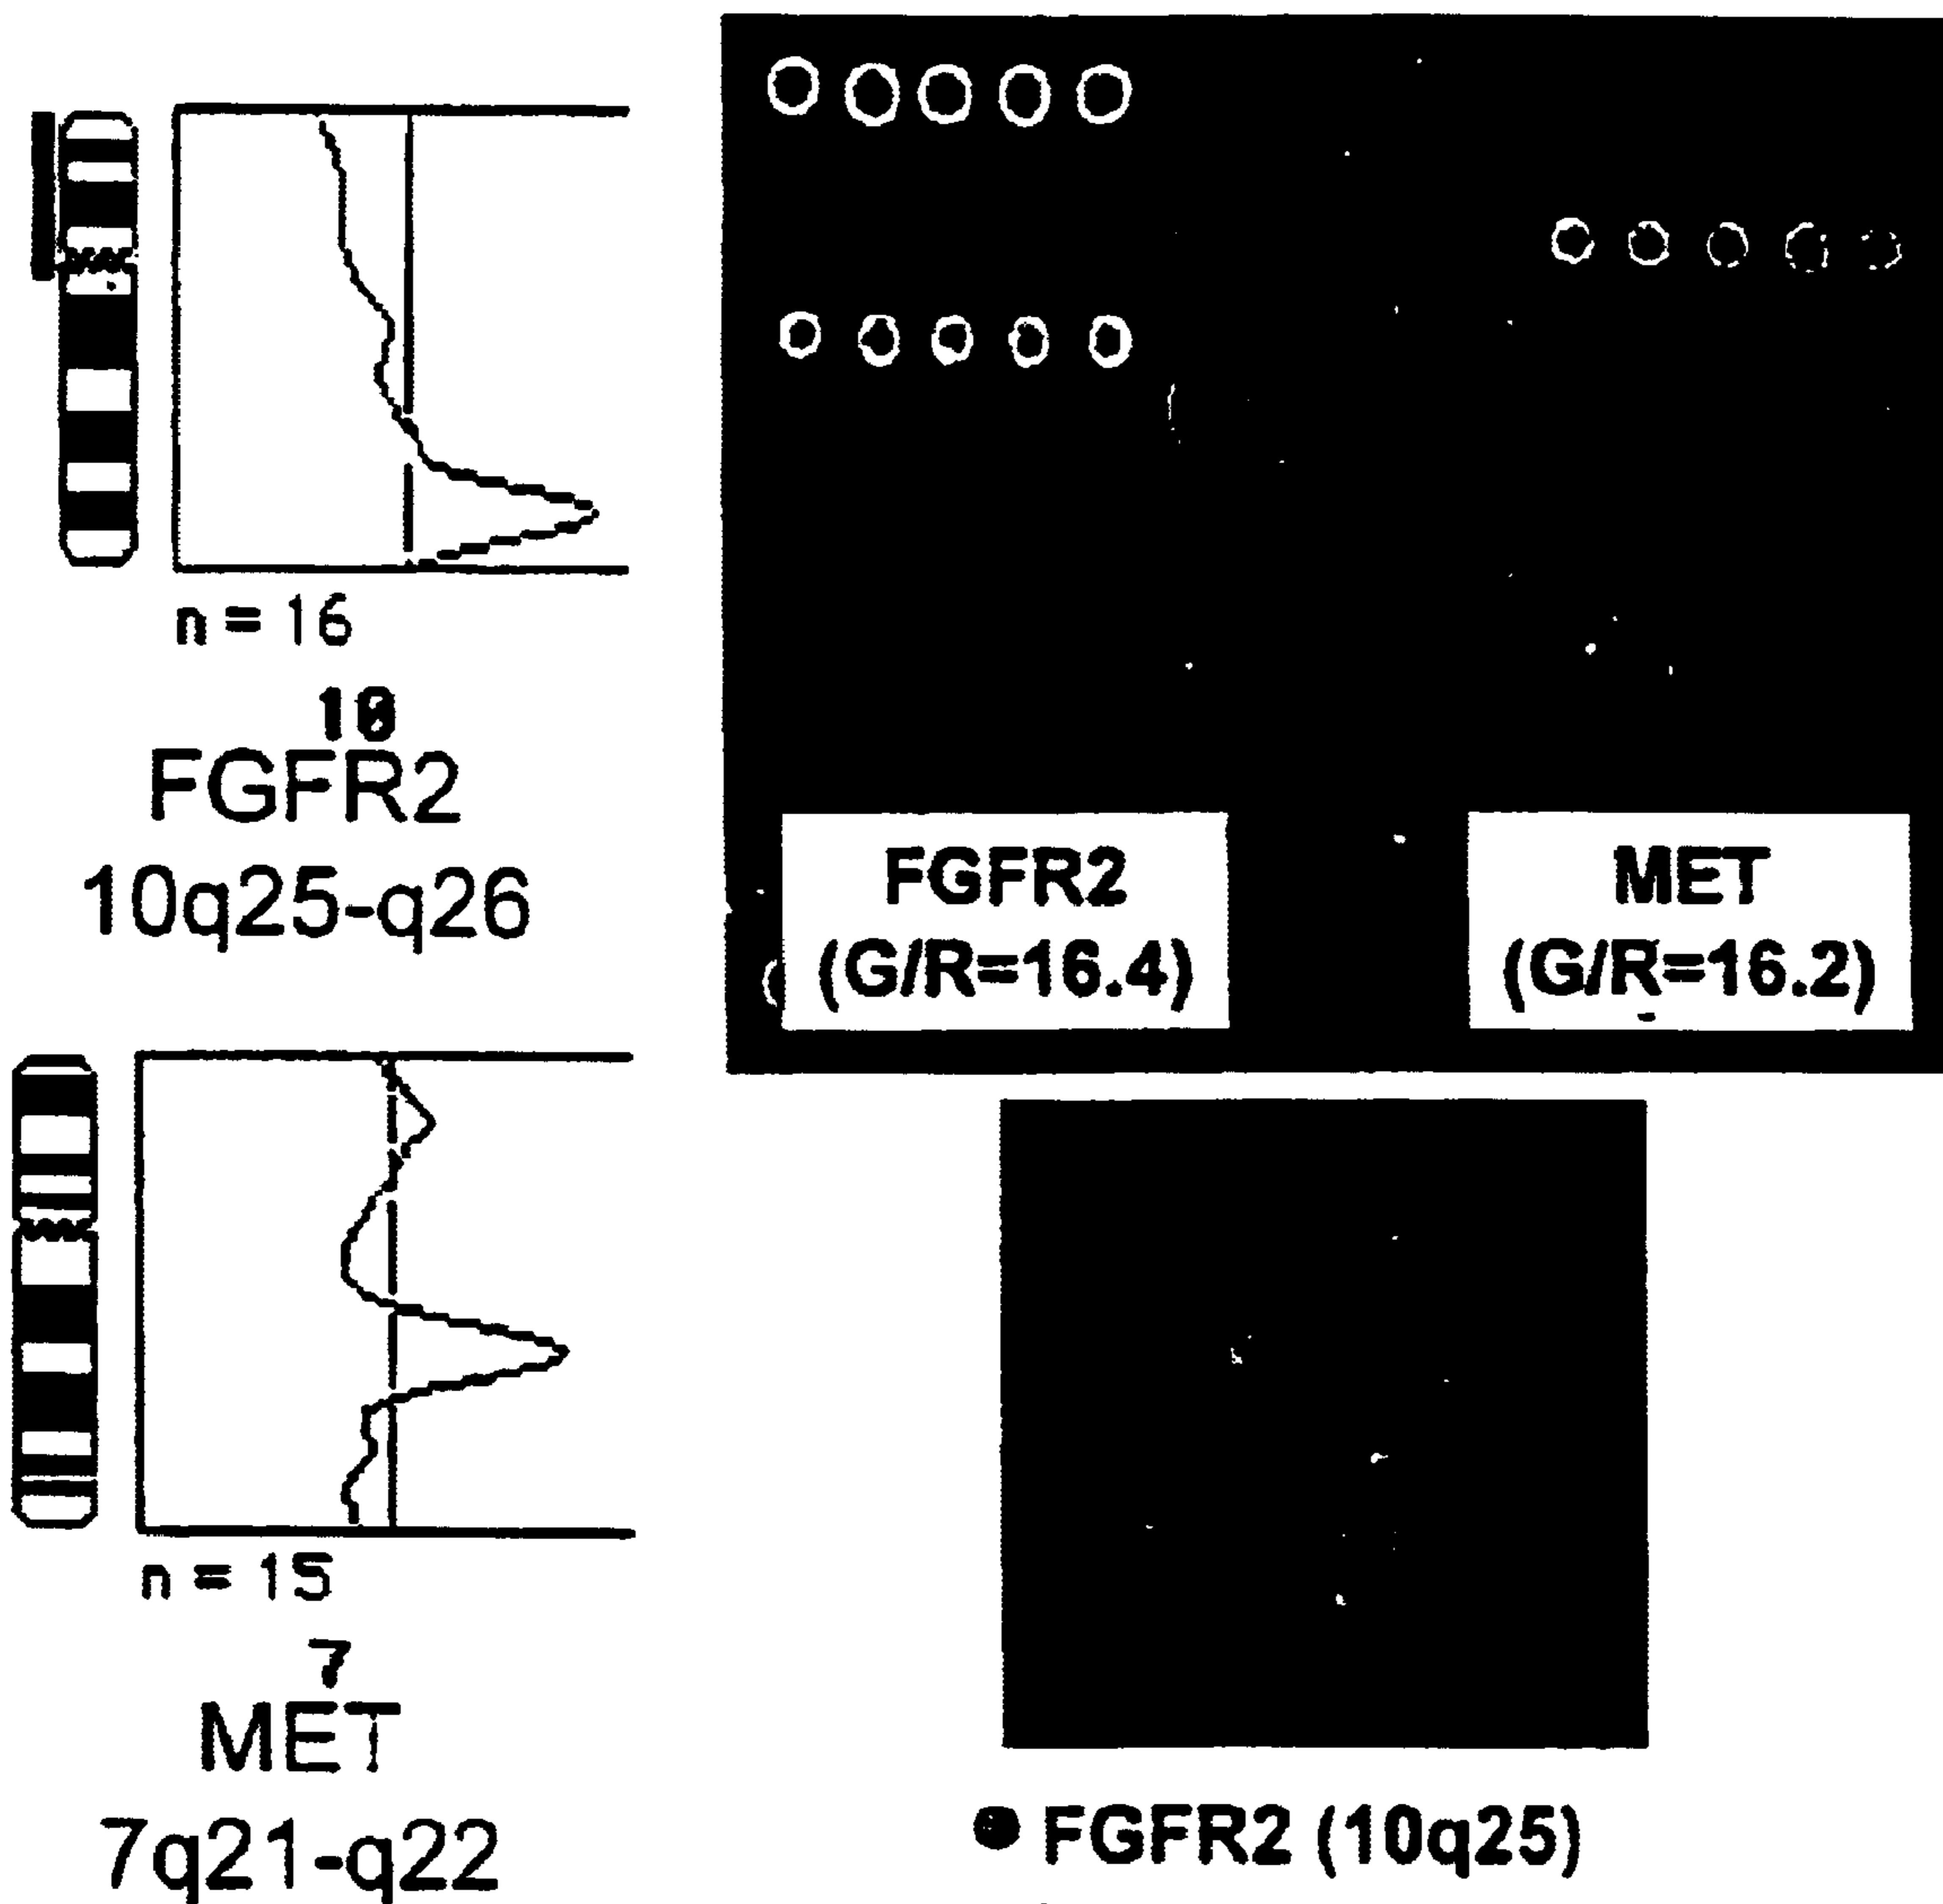 n=16
10
FGFR2
10q25-q26
FGFR2
(G/R=16.4)
MET
(G/R=16.2)
n=15
7
MET
7q21-q22
FGFR2 (10q25)